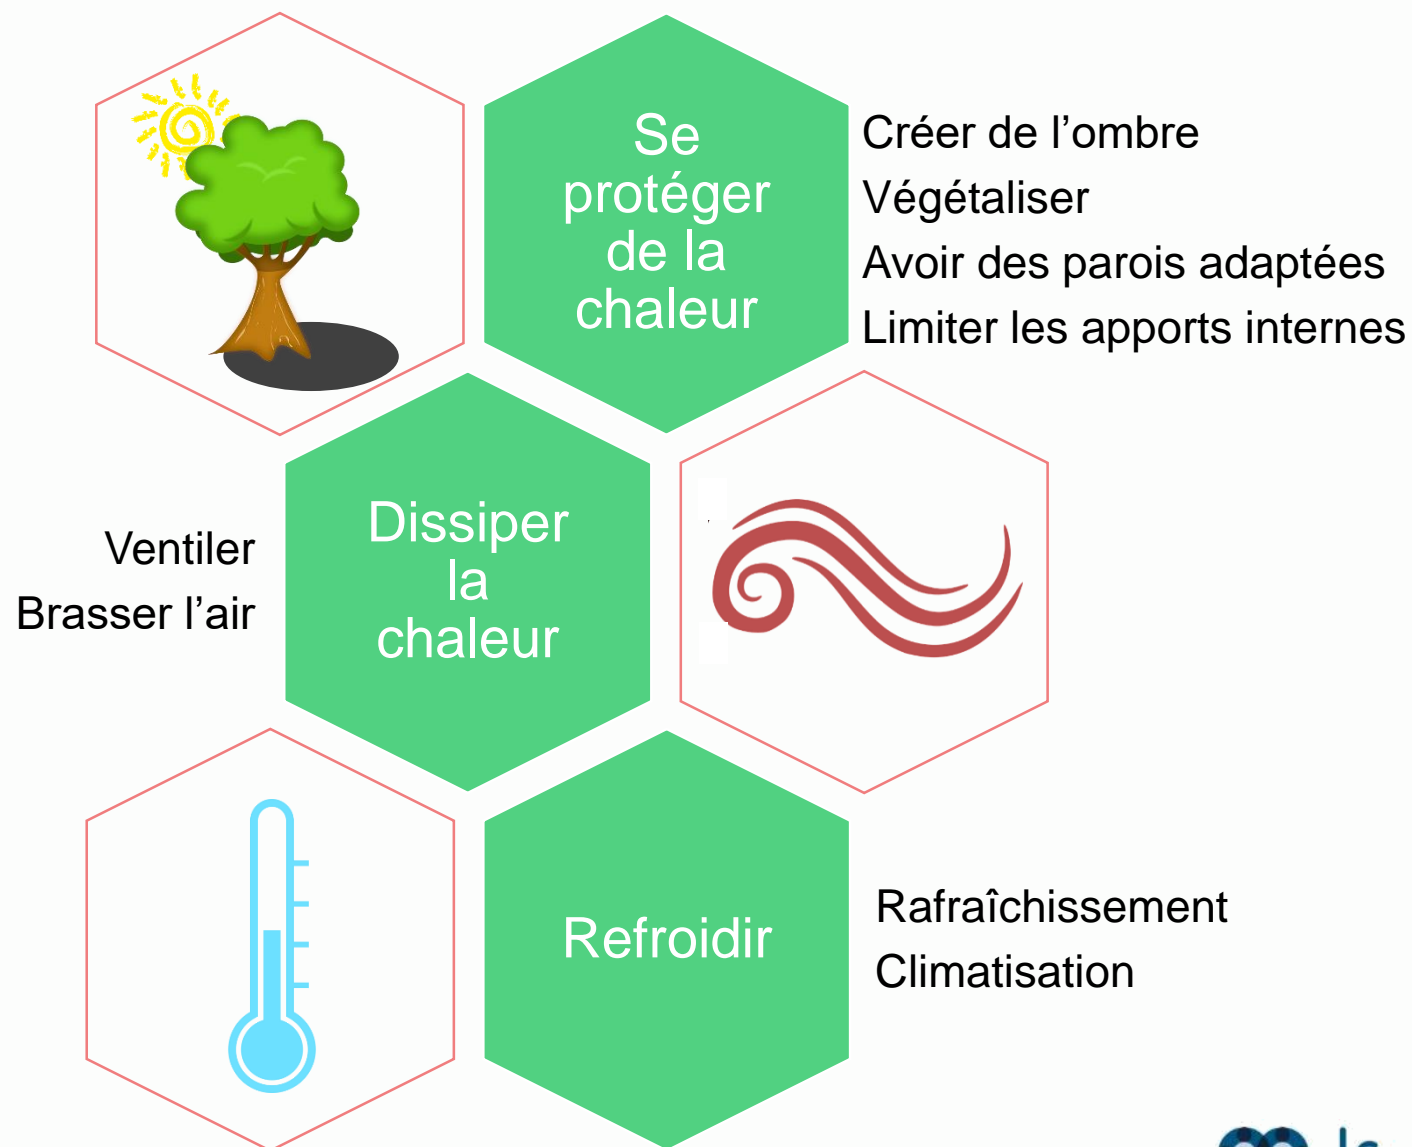 Se
protéger
de la
chaleur
Créer de l’ombre
Végétaliser
Avoir des parois adaptées
Limiter les apports internes
Ventiler
Brasser l’air
Dissiper
la
chaleur
Refroidir
Rafraîchissement
Climatisation